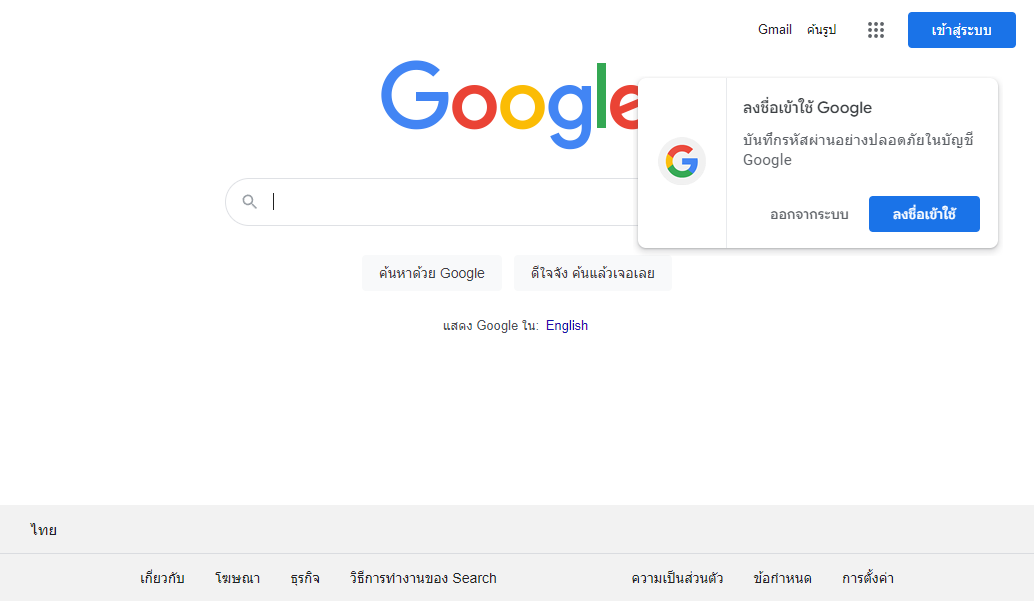 Gmail ค้นรูป เข้าสู่ระบบ
Google
ลงชื่อเข้าใช้ Google
บันทึกรหัสผ่านอย่างปลอดภัยในบัญชี
Google
ออกจากระบบ ลงชื่อเข้าใช้
ค้นหาด้วย Google ดีใจจัง ค้นแล้วเจอเลย
แสดง Google ใน: English
ไทย
เกี่ยวกับ โฆษณา ธุรกิจ วิธีการทำงานของ Search ความเป็นส่วนตัว ข้อกำหนด การตั้งค่า